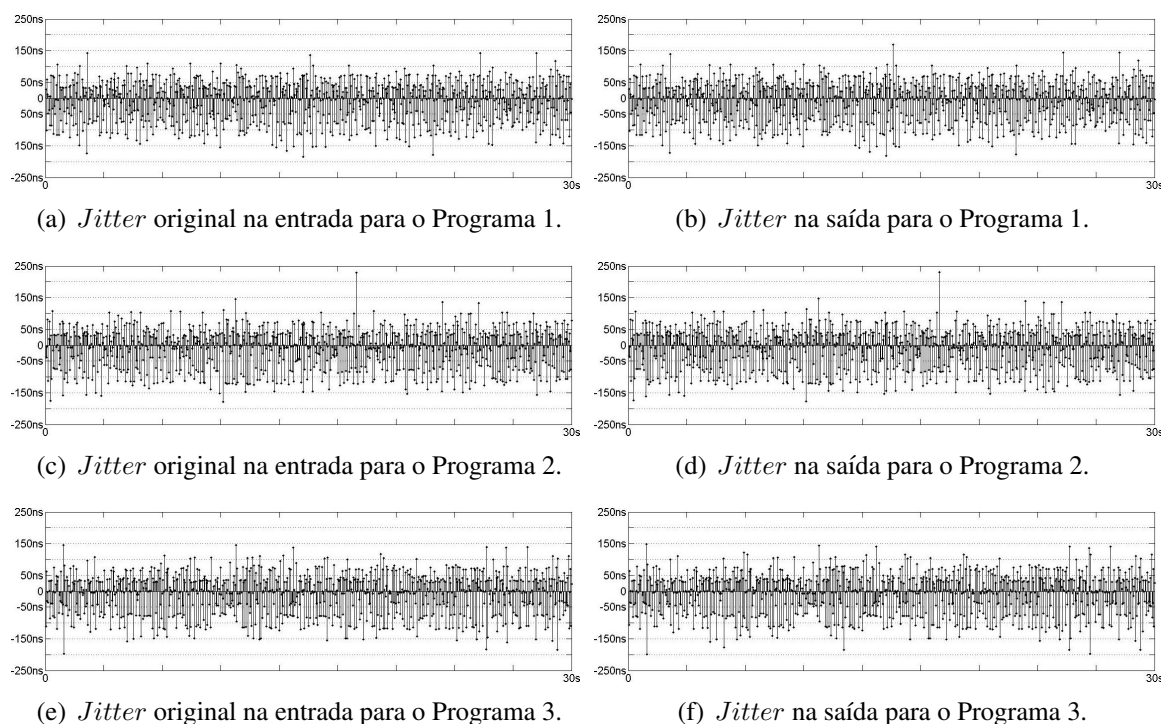 250ns
150ns
50ns
0
-50ns
-150ns
-250ns
0 30s
(a) Jitter original na entrada para o Programa 1.
250ns
150ns
50ns
0
-50ns
-150ns
-250ns
0 30s
(b) Jitter na saída para o Programa 1.
250ns
150ns
50ns
0
-50ns
-150ns
-250ns
0 30s
(c) Jitter original na entrada para o Programa 2.
250ns
150ns
50ns
0
-50ns
-150ns
-250ns
0 30s
(d) Jitter na saída para o Programa 2.
250ns
150ns
50ns
0
-50ns
-150ns
-250ns
0 30s
(e) Jitter original na entrada para o Programa 3.
250ns
150ns
50ns
0
-50ns
-150ns
-250ns
0 30s
(f) Jitter na saída para o Programa 3.